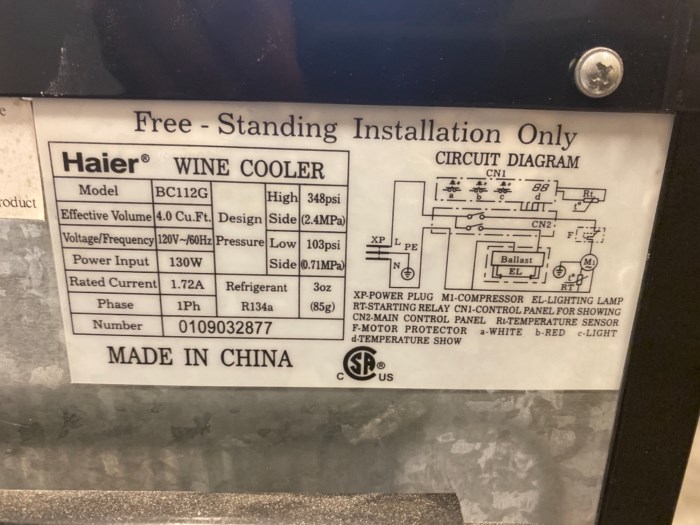 e
roduct
Free - Standing Installation Only
Haier® WINE COOLER
Model BC112G
Effective Volume 4.0 Cu.Ft.
Voltage/Frequency 120V~/60Hz
Power Input 130W
Rated Current 1.72A
Phase 1Ph
Design Pressure
High Side 348psi (2.4MPa)
Low Side 103psi (0.71MPa)
Refrigerant R134a 3oz (85g)
Number 0109032877
MADE IN CHINA
CSA® C US
CIRCUIT DIAGRAM
CN1
a b c d
88
Rt
t
CN2
F
XP L PE
N
Ballast
EL
M1
RT
XP-POWER PLUG M1-COMPRESSOR EL-LIGHTING LAMP
RT-STARTING RELAY CN1-CONTROL PANEL FOR SHOWING
CN2-MAIN CONTROL PANEL Rt-TEMPERATURE SENSOR
F-MOTOR PROTECTOR a-WHITE b-RED c-LIGHT
d-TEMPERATURE SHOW